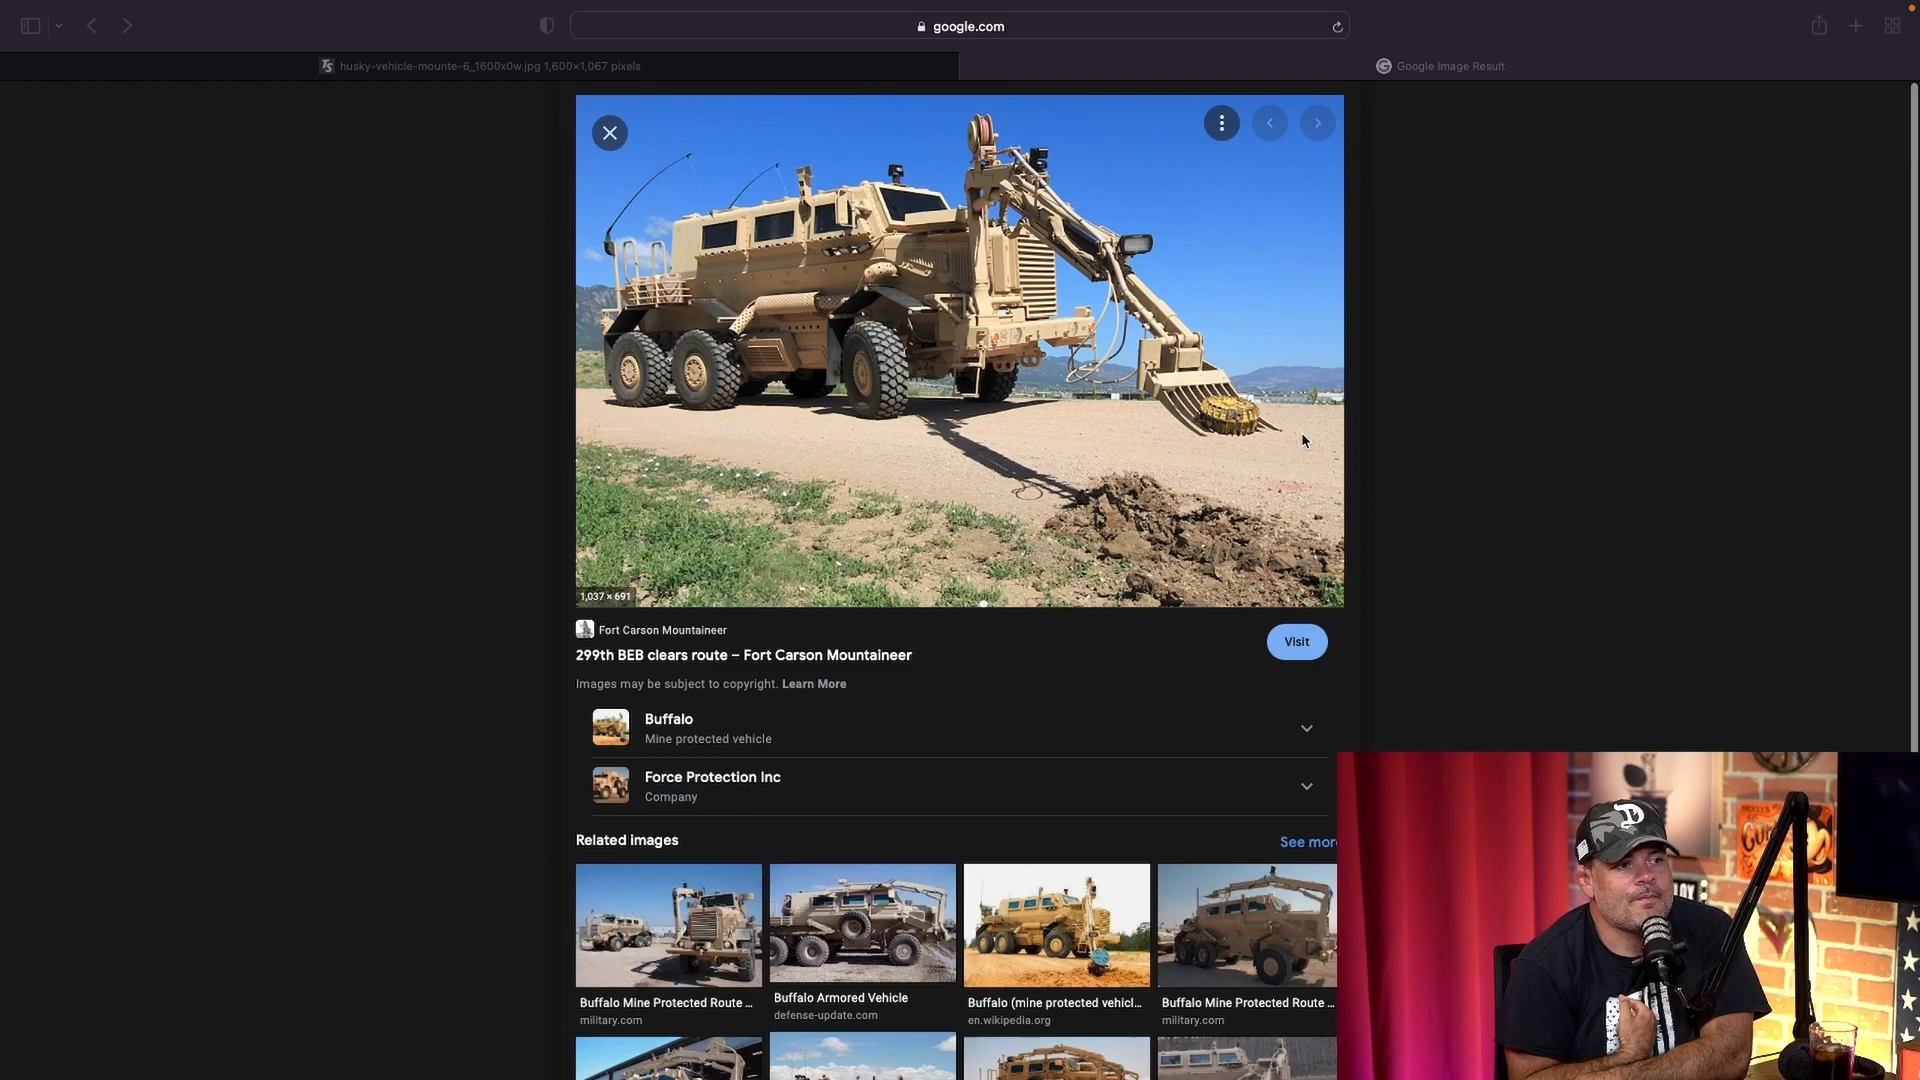 google.com
husky-vehicle-mounte-6_1600x0w.jpg 1,600×1,067 pixels
Google Image Result
1,037 × 691
Fort Carson Mountaineer
Visit
299th BEB clears route – Fort Carson Mountaineer
Images may be subject to copyright. Learn More
Buffalo
Mine protected vehicle
Force Protection Inc
Company
Related images
See more
Buffalo Mine Protected Route ...
military.com
Buffalo Armored Vehicle
defense-update.com
Buffalo (mine protected vehicl...
en.wikipedia.org
Buffalo Mine Protected Route ...
military.com